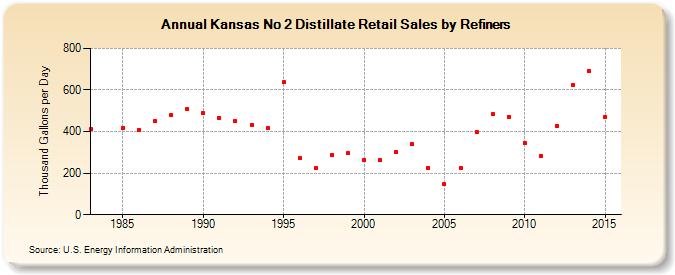 Annual Kansas No 2 Distillate Retail Sales by Refiners
Thousand Gallons per Day
800
600
400
200
0
1985 1990 1995 2000 2005 2010 2015
Source: U.S. Energy Information Administration